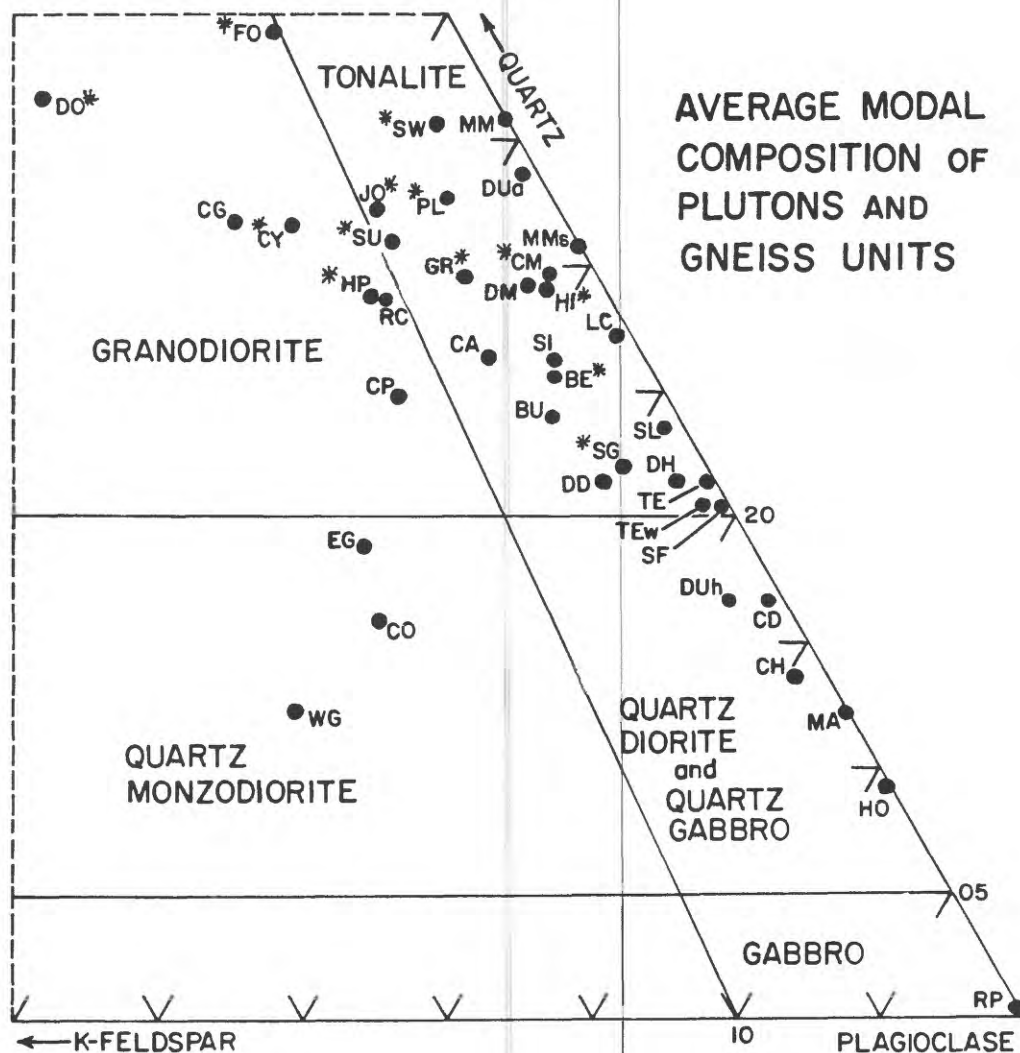 *FO
TONALITE
QUARTZ
AVERAGE MODAL
COMPOSITION OF
PLUTONS AND
GNEISS UNITS
DO*
*SW
MM
DUa
JO*
*PL
CG
*CY
*SU
MMs
GR*
*CM
DM
HI*
*HP
RC
LC
GRANODIORITE
CA
SI
BE*
CP
BU
SL
*SG
DD
DH
TE
TEw
SF
20
EG
DUh
CD
CO
CH
WG
MA
QUARTZ
MONZODIORITE
QUARTZ
DIORITE
and
QUARTZ
GABBRO
HO
05
GABBRO
RP
K-FELDSPAR
10
PLAGIOCLASE